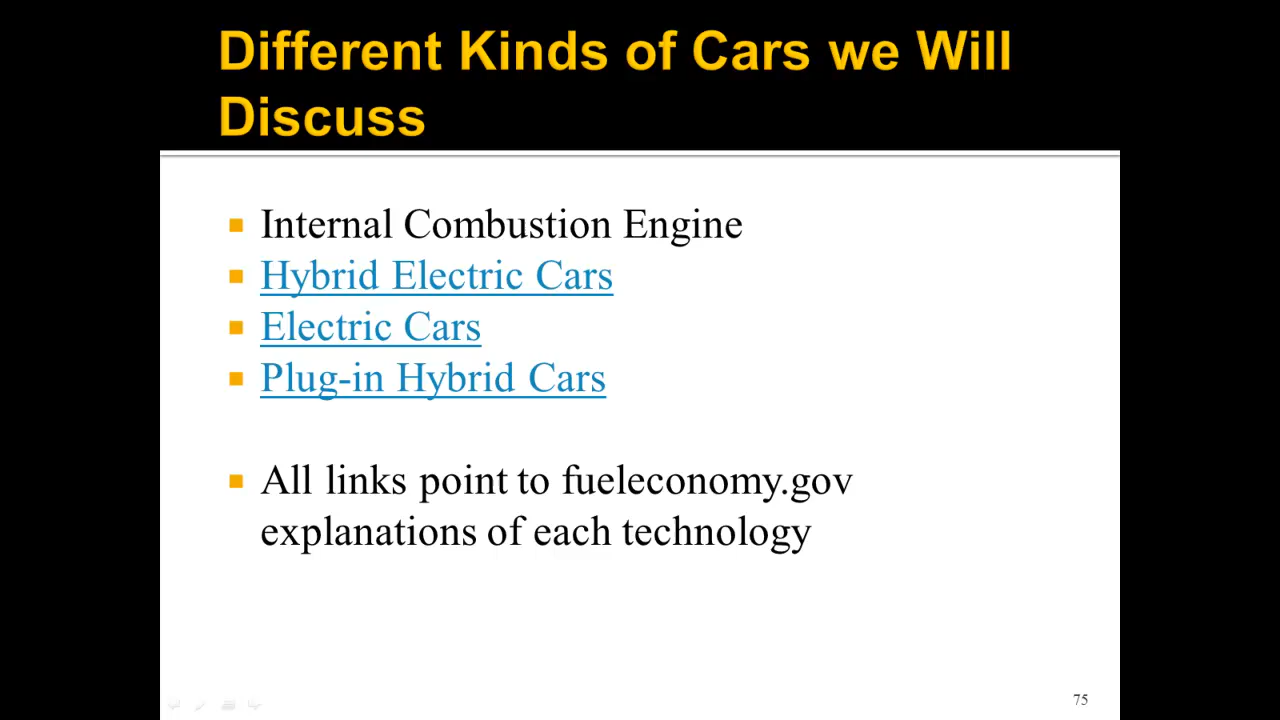 Different Kinds of Cars we Will
Discuss
Internal Combustion Engine
Hybrid Electric Cars
Electric Cars
Plug-in Hybrid Cars
All links point to fueleconomy.gov
explanations of each technology
75